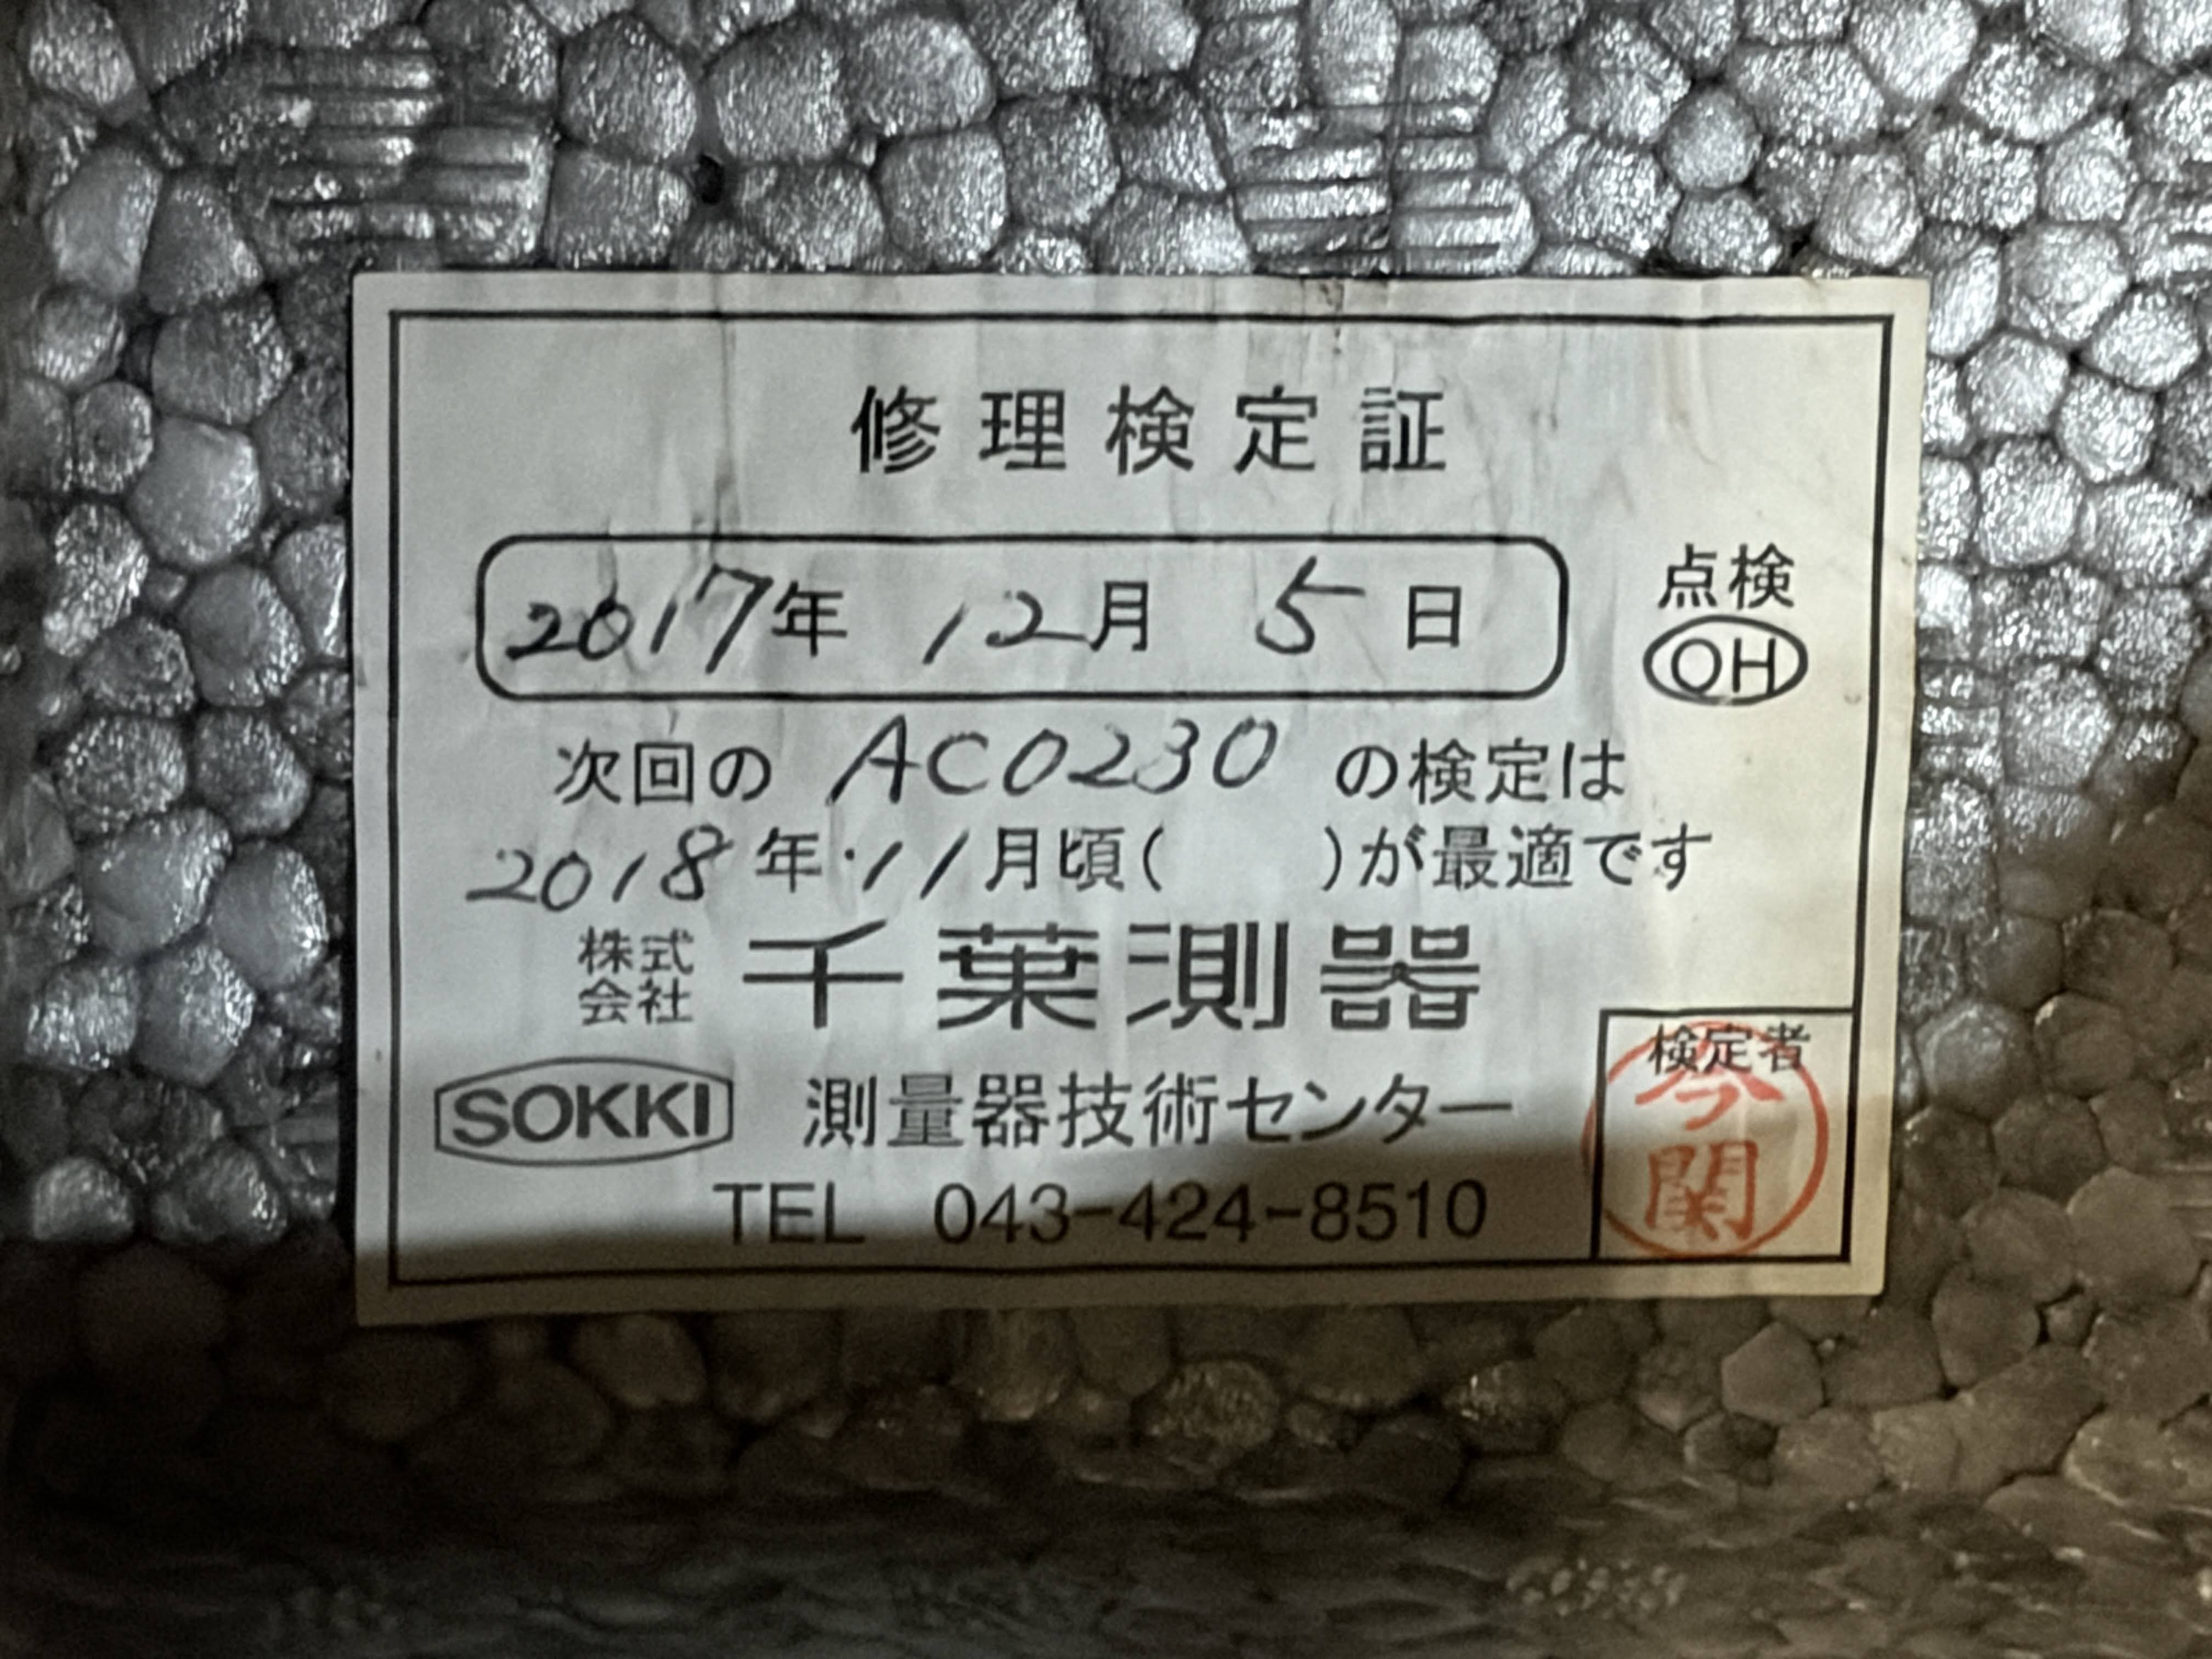 修理検定証
2017年 12月 5日
点検
OH
次回の AC0230 の検定は
2018年 11月頃( )が最適です
株式会社 千葉測器
SOKKI 測量器技術センター
TEL 043-424-8510
検定者
今関